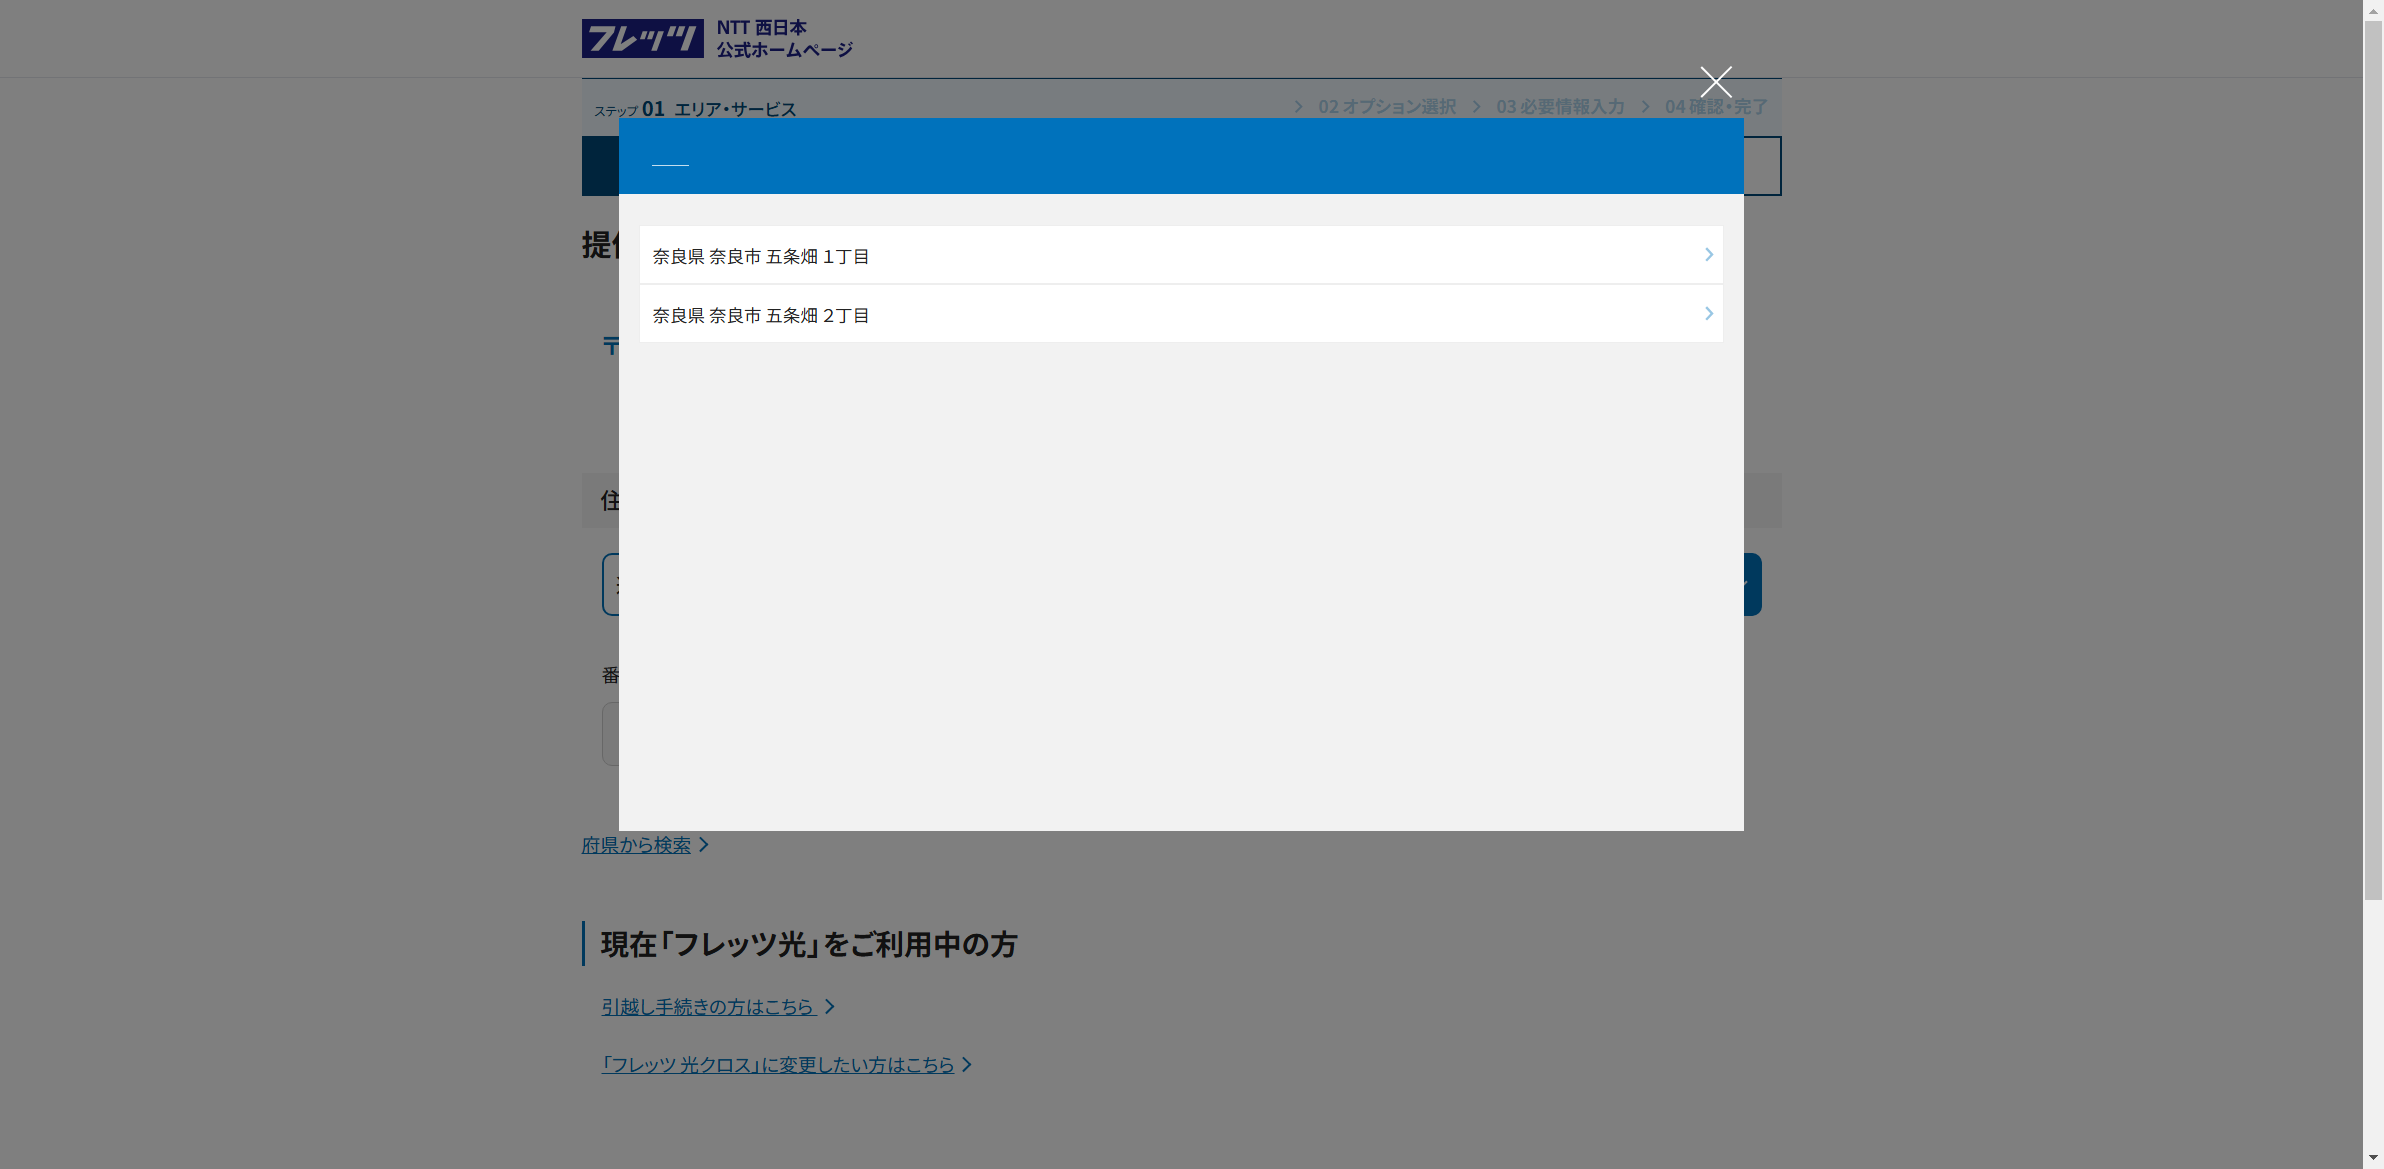 フレッツ NTT 西日本
公式ホームページ
ステップ 01 エリア・サービス
02 オプション選択
03 必要情報入力
04 確認・完了
奈良県 奈良市 五条畑 １丁目
奈良県 奈良市 五条畑 ２丁目
〒
住
番
府県から検索
現在「フレッツ光」をご利用中の方
引越し手続きの方はこちら
「フレッツ 光クロス」に変更したい方はこちら